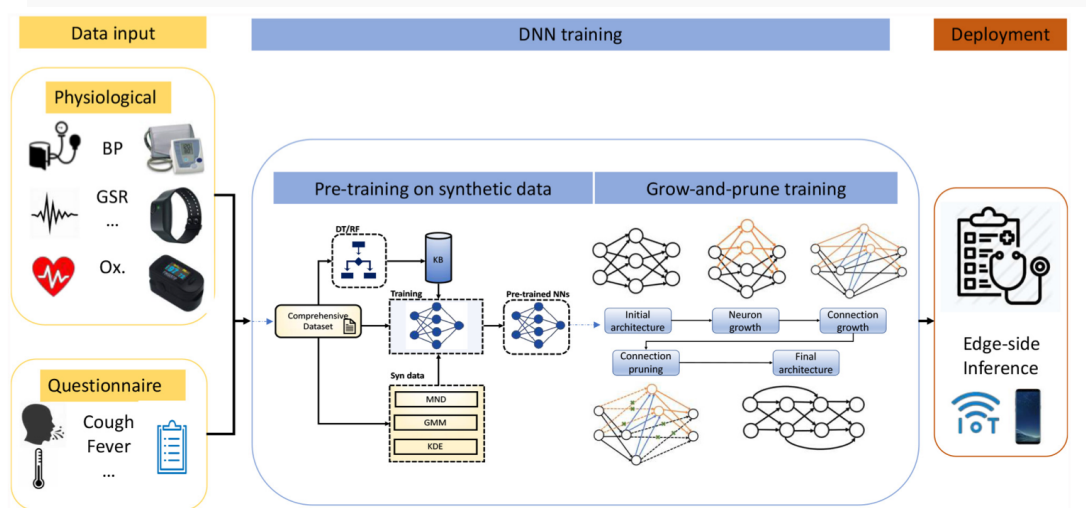 Data input
DNN training
Deployment
Physiological
BP
GSR
...
Ox.
Questionnaire
Cough
Fever
...
Pre-training on synthetic data
DT/RF
KB
Training
Pre-trained NNs
Comprehensive
Dataset
Syn data
MND
GMM
KDE
Grow-and-prune training
Initial
architecture
Neuron
growth
Connection
growth
Connection
pruning
Final
architecture
Edge-side
Inference
IoT